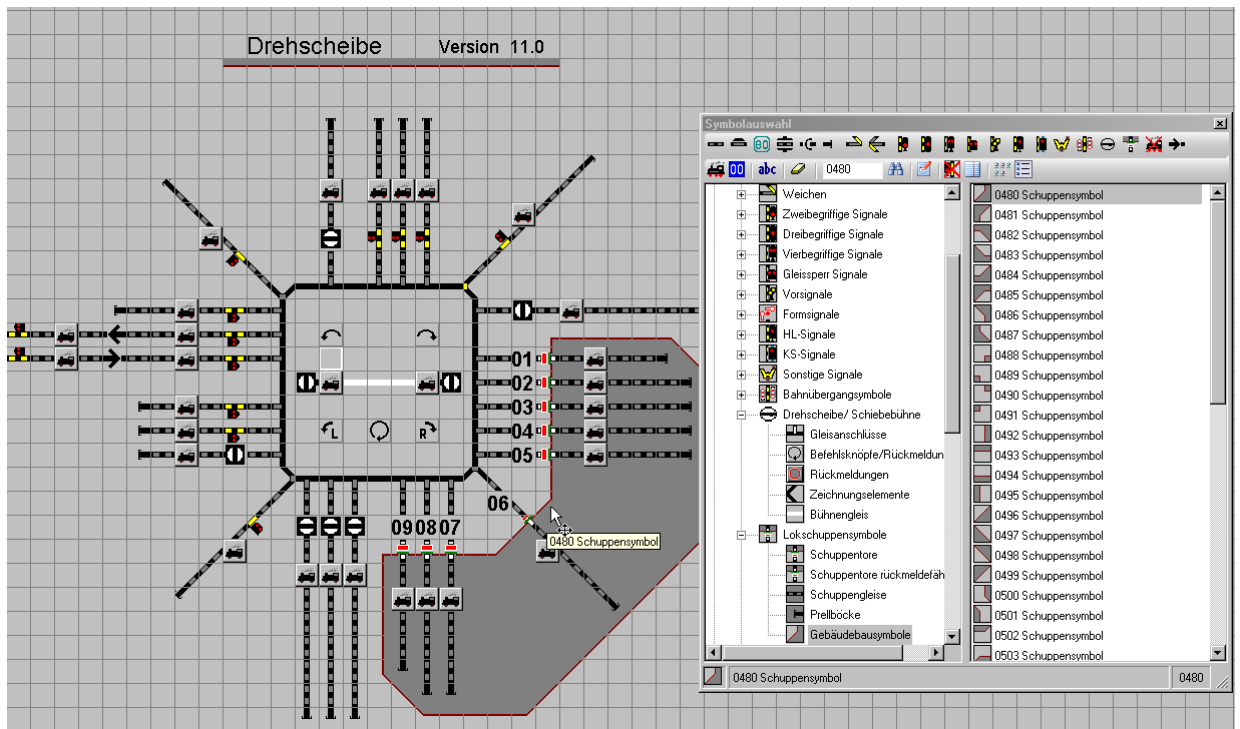 Drehscheibe Version 11.0
Symbolauswahl
80
00 abc 0480
Weichen
Zweibegriffige Signale
Dreibegriffige Signale
Vierbegriffige Signale
Gleissperr Signale
Vorsignale
Formsignale
HL-Signale
KS-Signale
Sonstige Signale
Bahnübergangsymbole
Drehscheibe/ Schiebebühne
Gleisanschlüsse
Befehlsknöpfe/Rückmeldun
Rückmeldungen
Zeichnungselemente
Bühnengleis
Lokschuppensymbole
Schuppentore
Schuppentore rückmeldefäh
Schuppengleise
Prellböcke
Gebäudebausymbole
0480 Schuppensymbol
0481 Schuppensymbol
0482 Schuppensymbol
0483 Schuppensymbol
0484 Schuppensymbol
0485 Schuppensymbol
0486 Schuppensymbol
0487 Schuppensymbol
0488 Schuppensymbol
0489 Schuppensymbol
0490 Schuppensymbol
0491 Schuppensymbol
0492 Schuppensymbol
0493 Schuppensymbol
0494 Schuppensymbol
0495 Schuppensymbol
0496 Schuppensymbol
0497 Schuppensymbol
0498 Schuppensymbol
0499 Schuppensymbol
0500 Schuppensymbol
0501 Schuppensymbol
0502 Schuppensymbol
0503 Schuppensymbol
0480 Schuppensymbol 0480
01
02
03
04
05
L R
06
09 08 07
0480 Schuppensymbol